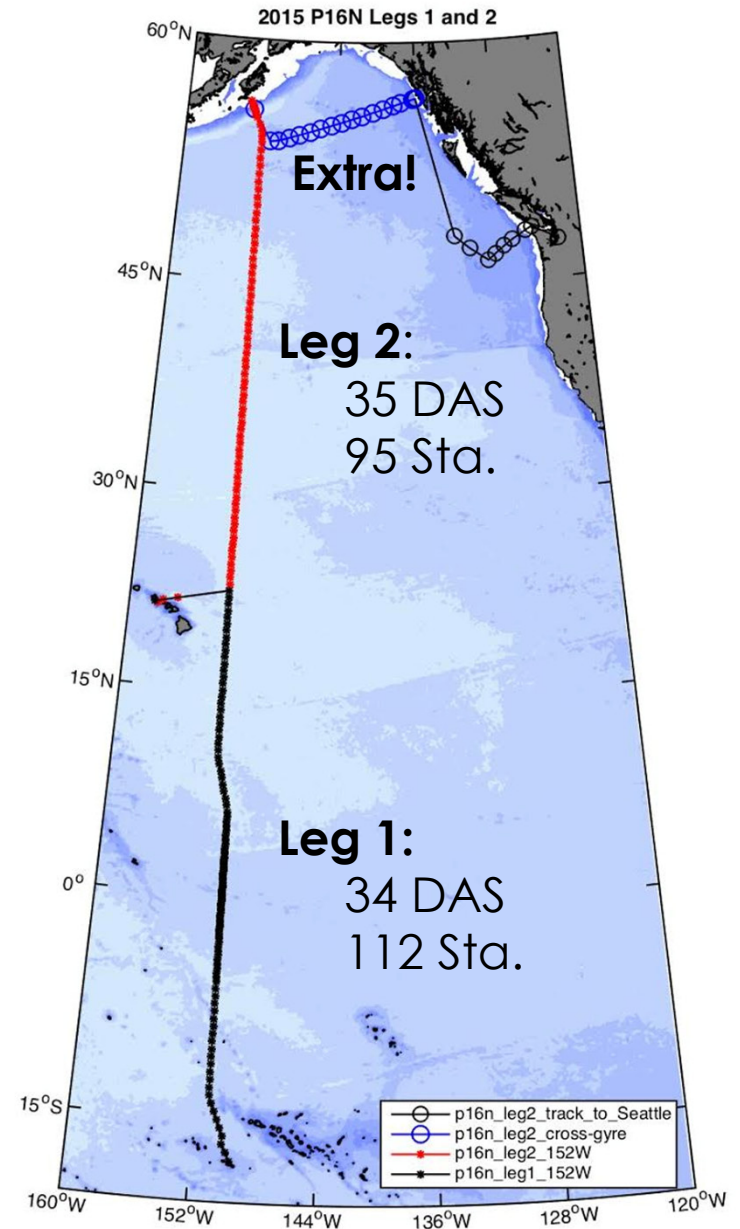 2015 P16N Legs 1 and 2
60°N
Extra!
45°N
Leg 2:
35 DAS
95 Sta.
30°N
15°N
Leg 1:
34 DAS
112 Sta.
0°
15°S
p16n_leg2_track_to_Seattle
p16n_leg2_cross-gyre
p16n_leg2_152W
p16n_leg1_152W
160°W
152°W
144°W
136°W
128°W
120°W